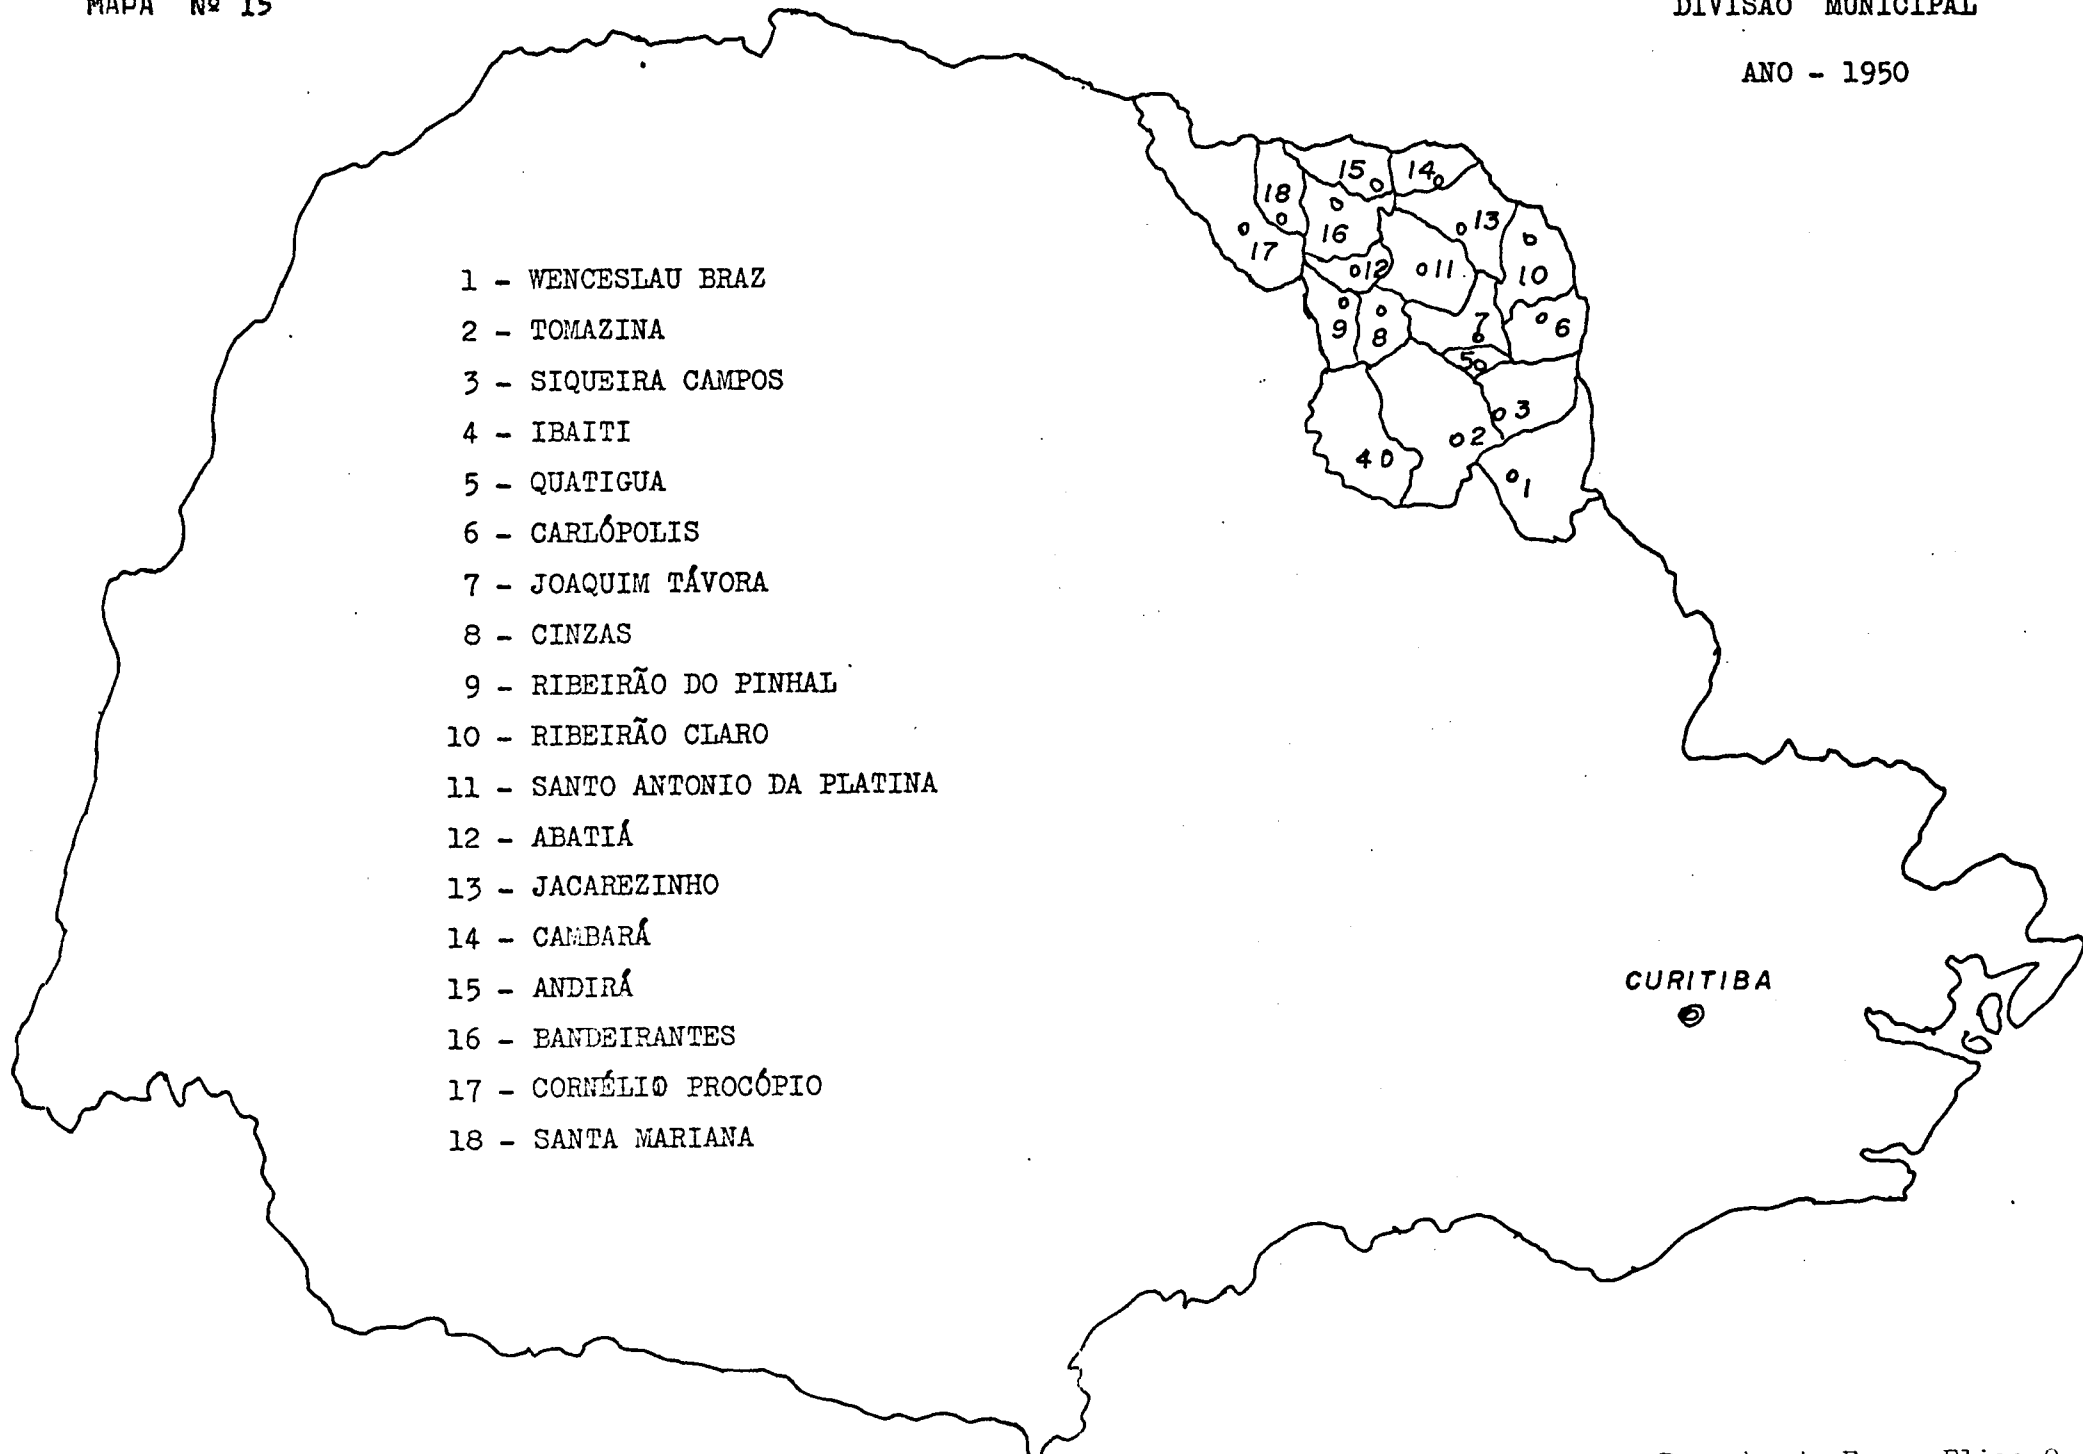 MAPA Nº 15
DIVISÃO MUNICIPAL
ANO - 1950
1 - WENCESLAU BRAZ
2 - TOMAZINA
3 - SIQUEIRA CAMPOS
4 - IBAITI
5 - QUATIGUA
6 - CARLÓPOLIS
7 - JOAQUIM TÁVORA
8 - CINZAS
9 - RIBEIRÃO DO PINHAL
10 - RIBEIRÃO CLARO
11 - SANTO ANTONIO DA PLATINA
12 - ABATIÁ
13 - JACAREZINHO
14 - CAMBARÁ
15 - ANDIRÁ
16 - BANDEIRANTES
17 - CORNÉLIO PROCÓPIO
18 - SANTA MARIANA
15
14
18
16
13
17
12
11
10
9
8
7
6
5
3
2
4
1
CURITIBA